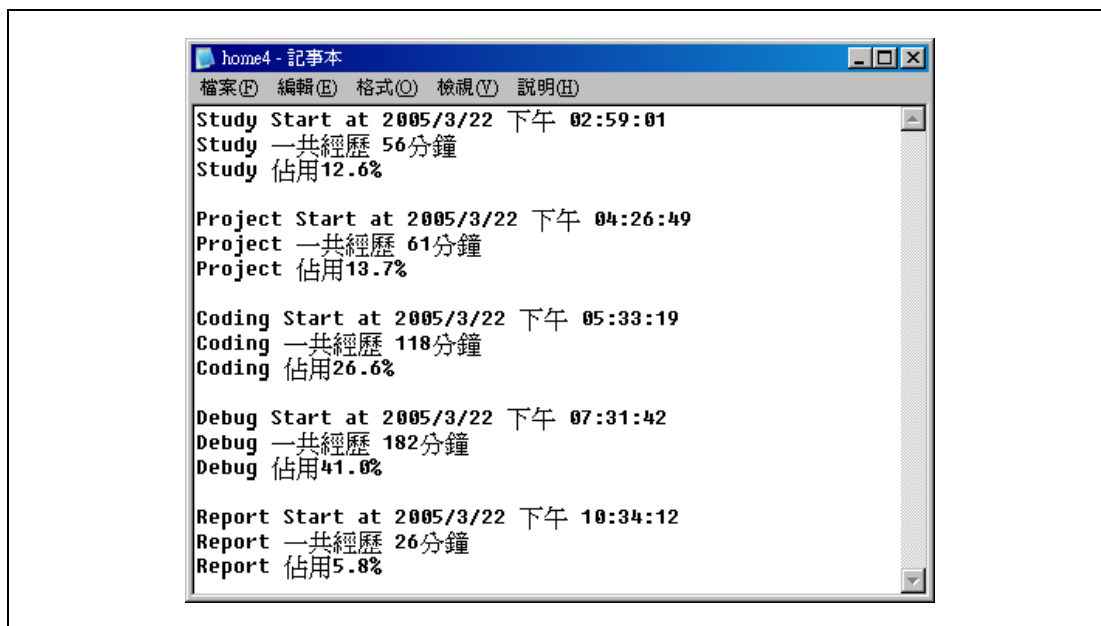 home4 - 記事本
檔案(F) 編輯(E) 格式(O) 檢視(V) 說明(H)
Study Start at 2005/3/22 下午 02:59:01
Study 一共經歷 56分鐘
Study 佔用12.6%
Project Start at 2005/3/22 下午 04:26:49
Project 一共經歷 61分鐘
Project 佔用13.7%
Coding Start at 2005/3/22 下午 05:33:19
Coding 一共經歷 118分鐘
Coding 佔用26.6%
Debug Start at 2005/3/22 下午 07:31:42
Debug 一共經歷 182分鐘
Debug 佔用41.0%
Report Start at 2005/3/22 下午 10:34:12
Report 一共經歷 26分鐘
Report 佔用5.8%